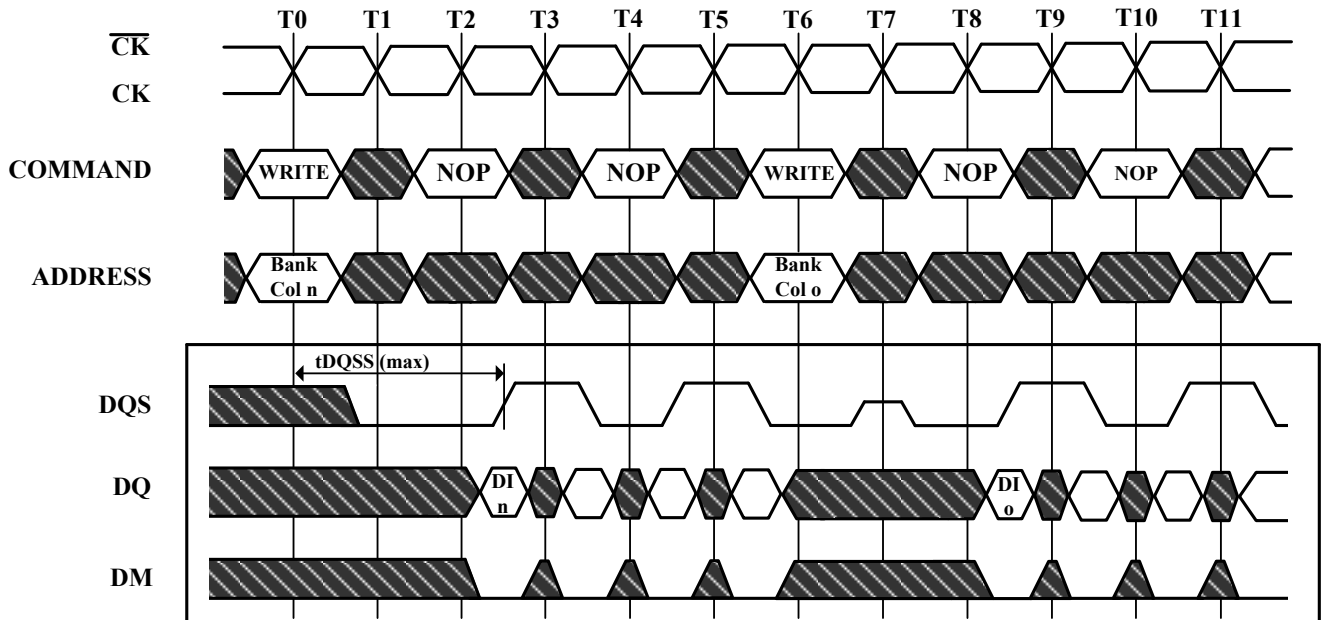 T0 T1 T2 T3 T4 T5 T6 T7 T8 T9 T10 T11
CK
CK
COMMAND WRITE NOP NOP WRITE NOP NOP
ADDRESS Bank Col n Bank Col o
tDQSS (max)
DQS
DQ DI n DI o
DM